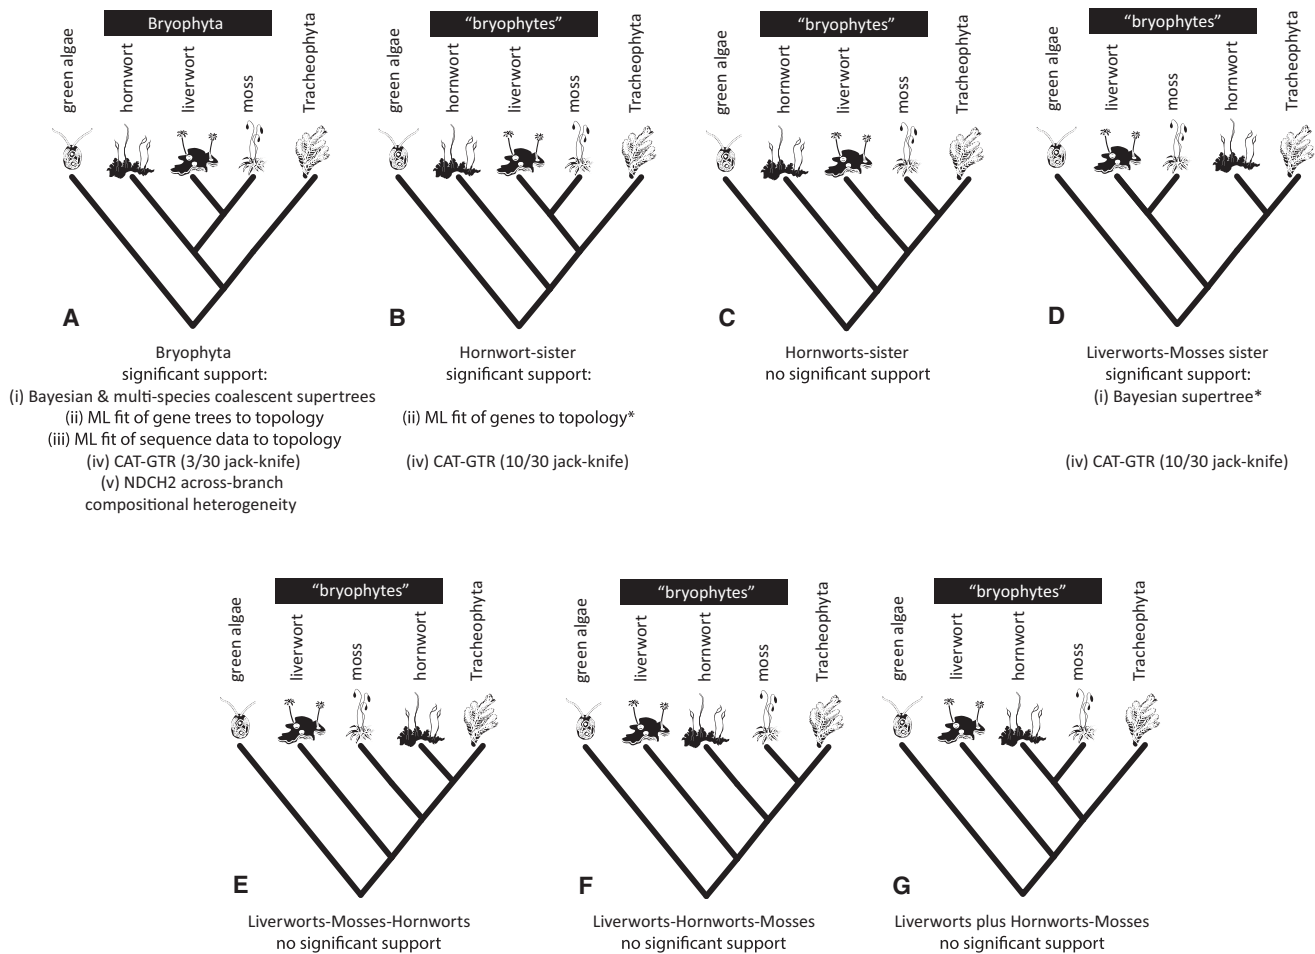 Bryophyta
green algae
hornwort
liverwort
moss
Tracheophyta
A
Bryophyta
significant support:
(i) Bayesian & multi-species coalescent supertrees
(ii) ML fit of gene trees to topology
(iii) ML fit of sequence data to topology
(iv) CAT-GTR (3/30 jack-knife)
(v) NDCH2 across-branch
compositional heterogeneity
“bryophytes”
green algae
hornwort
liverwort
moss
Tracheophyta
B
Hornwort-sister
significant support:
(ii) ML fit of genes to topology*
(iv) CAT-GTR (10/30 jack-knife)
“bryophytes”
green algae
hornwort
liverwort
moss
Tracheophyta
C
Hornworts-sister
no significant support
“bryophytes”
green algae
liverwort
moss
hornwort
Tracheophyta
D
Liverworts-Mosses sister
significant support:
(i) Bayesian supertree*
(iv) CAT-GTR (10/30 jack-knife)
“bryophytes”
green algae
liverwort
moss
hornwort
Tracheophyta
E
Liverworts-Mosses-Hornworts
no significant support
“bryophytes”
green algae
liverwort
hornwort
moss
Tracheophyta
F
Liverworts-Hornworts-Mosses
no significant support
“bryophytes”
green algae
liverwort
hornwort
moss
Tracheophyta
G
Liverworts plus Hornworts-Mosses
no significant support